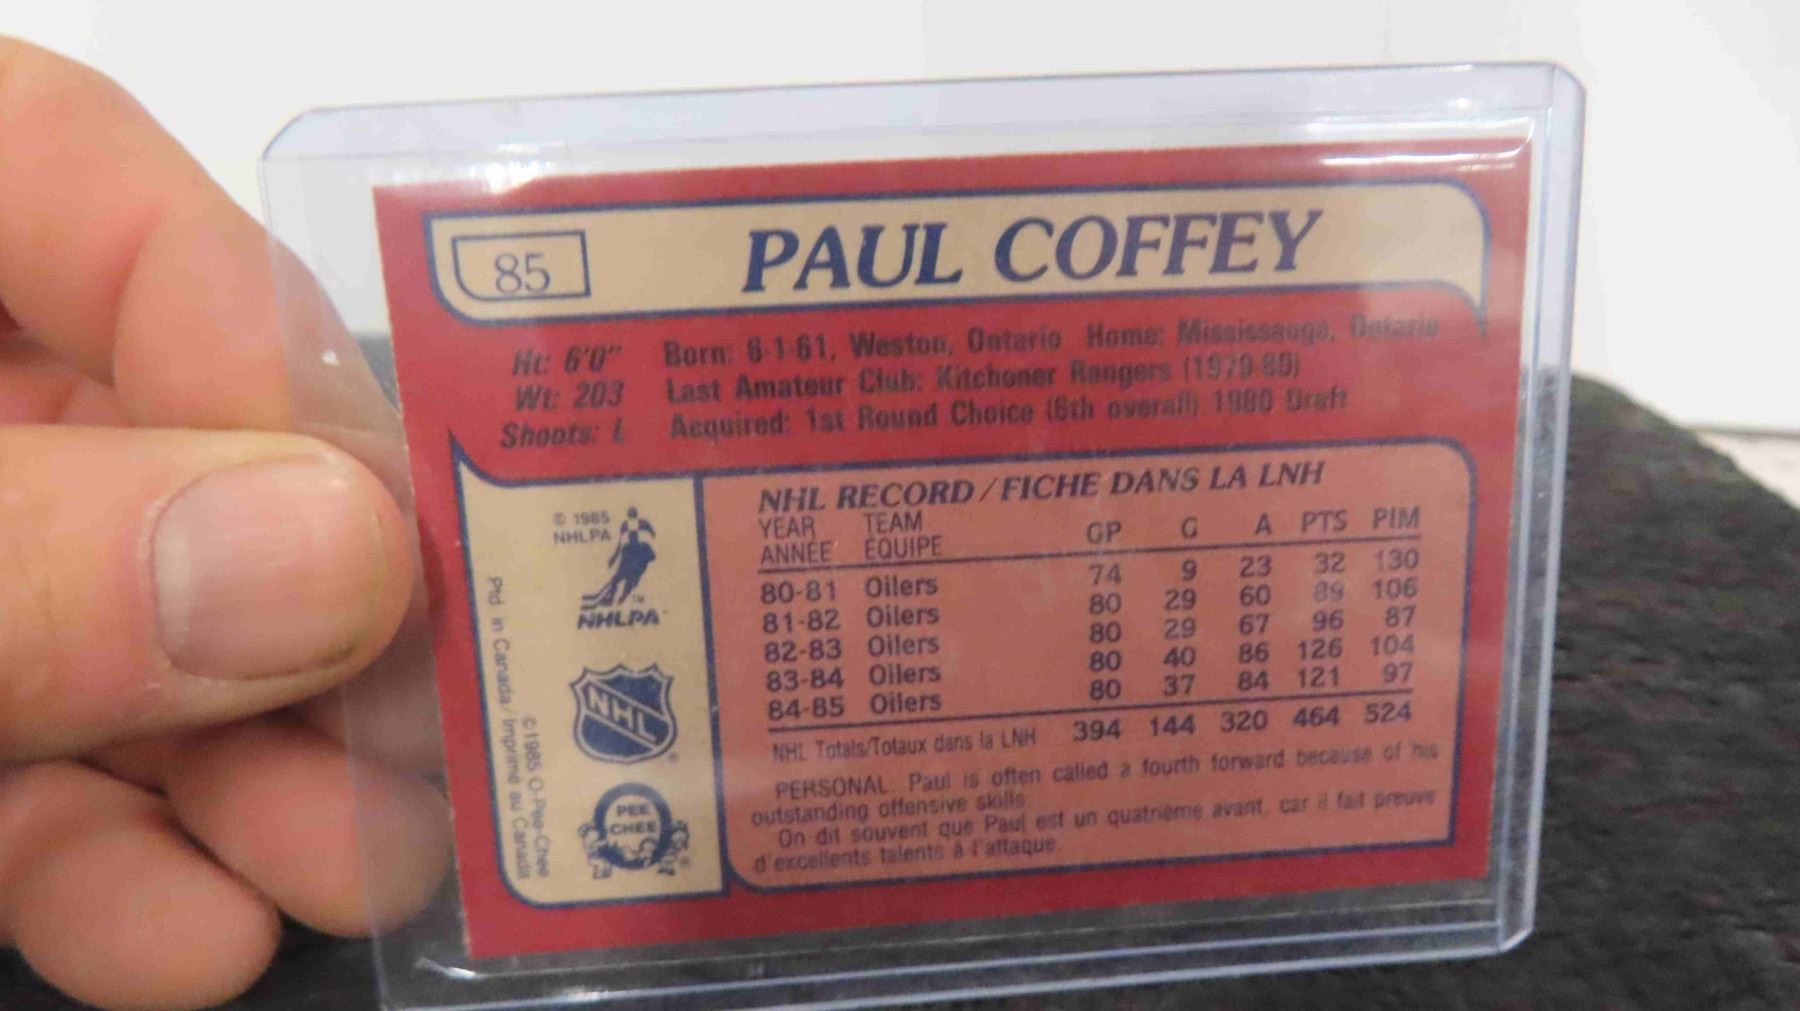 85
PAUL COFFEY
Ht: 6'0" Born: 6-1-61, Weston, Ontario Home: Mississauga, Ontario
Wt: 203 Last Amateur Club: Kitchener Rangers (1979-80)
Shoots: L Acquired: 1st Round Choice (6th overall) 1980 Draft
© 1985
NHLPA
TM
NHLPA
NHL
PEE
CHEE
Ptd. in Canada/Imprimé au Canada
© 1985 O-Pee-Chee
NHL RECORD/FICHE DANS LA LNH
YEAR TEAM
ANNÉE ÉQUIPE GP G A PTS PIM
80-81 Oilers 74 9 23 32 130
81-82 Oilers 80 29 60 89 106
82-83 Oilers 80 29 67 96 87
83-84 Oilers 80 40 86 126 104
84-85 Oilers 80 37 84 121 97
NHL Totals/Totaux dans la LNH 394 144 320 464 524
PERSONAL: Paul is often called a fourth forward because of his
outstanding offensive skills.
On dit souvent que Paul est un quatrième avant, car il fait preuve
d'excellents talents à l'attaque.